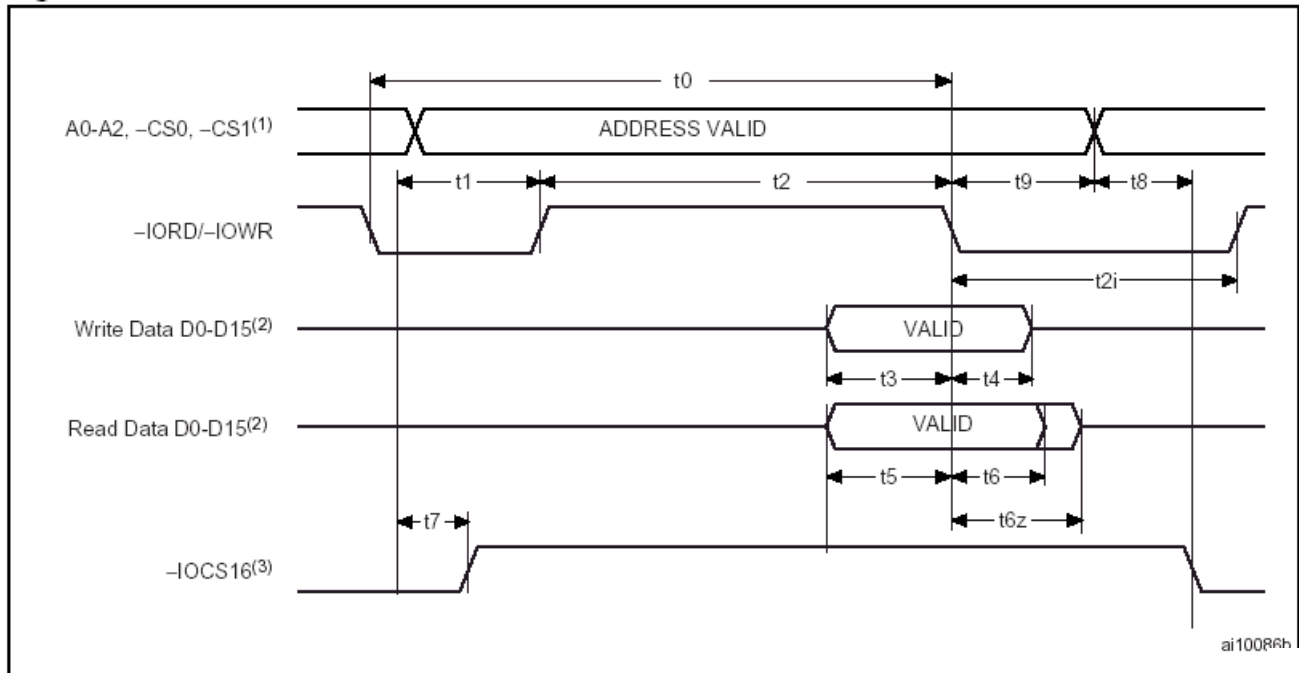 t0
A0-A2, –CS0, –CS1(1)
ADDRESS VALID
t1
t2
t9
t8
–IORD/–IOWR
t2i
Write Data D0-D15(2)
VALID
t3
t4
Read Data D0-D15(2)
VALID
t5
t6
t6z
t7
–IOCS16(3)
ai10086b